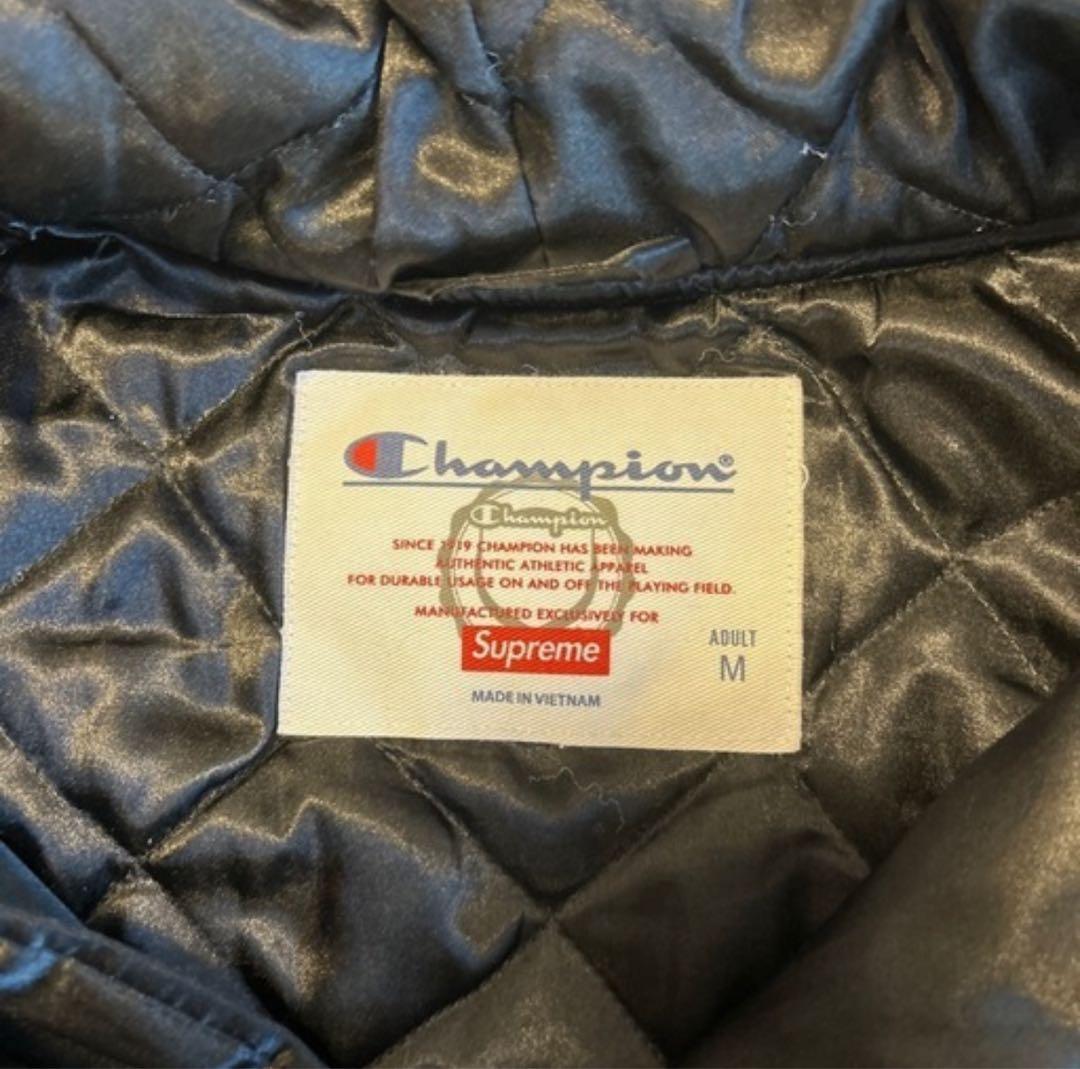 Champion®
Champion
SINCE 1919 CHAMPION HAS BEEN MAKING
AUTHENTIC ATHLETIC APPAREL
FOR DURABLE USAGE ON AND OFF THE PLAYING FIELD.
MANUFACTURED EXCLUSIVELY FOR
Supreme
ADULT
M
MADE IN VIETNAM